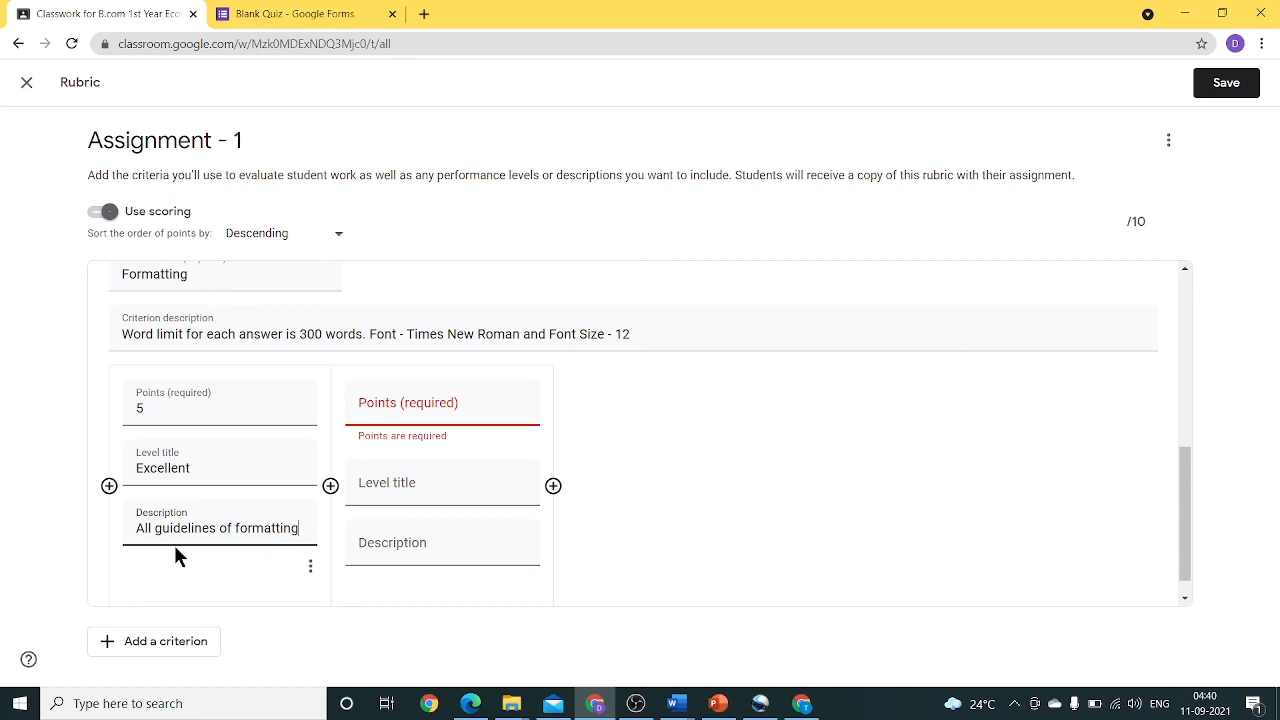 Classwork for B.com 1st Year Eco
Blank Quiz - Google Forms
classroom.google.com/w/Mzk0MDExNDQ3Mjc0/t/all
D
Rubric
Save
Assignment - 1
Add the criteria you'll use to evaluate student work as well as any performance levels or descriptions you want to include. Students will receive a copy of this rubric with their assignment.
Use scoring
/10
Sort the order of points by: Descending
Formatting
Criterion description
Word limit for each answer is 300 words. Font - Times New Roman and Font Size - 12
Points (required)
5
Level title
Excellent
Description
All guidelines of formatting
Points (required)
Points are required
Level title
Description
Add a criterion
Type here to search
24°C
ENG
04:40
11-09-2021